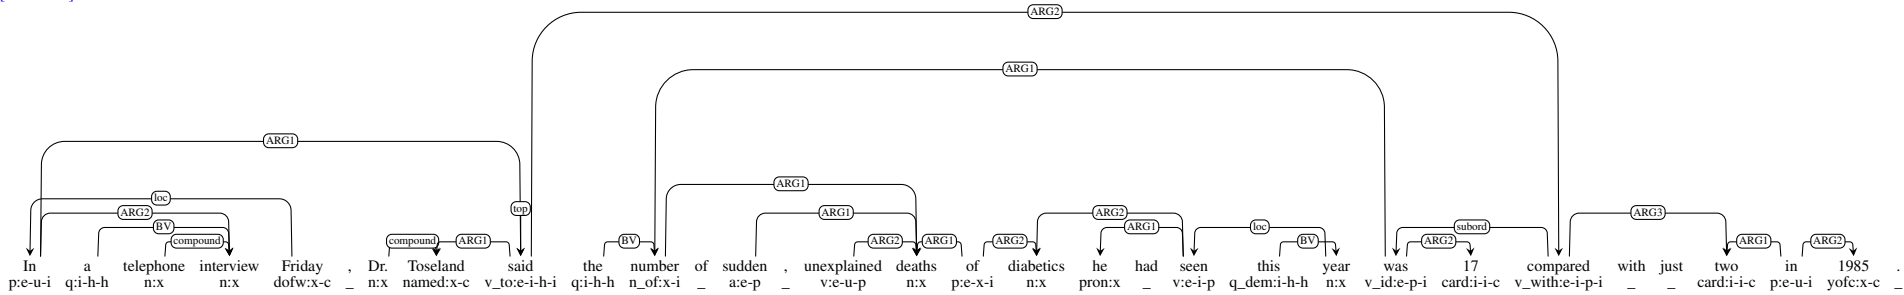 ARG2
ARG1
ARG1
ARG1
loc
top
ARG2 ARG1 ARG2 ARG3
BV ARG1 loc subord
compound compound ARG1 BV ARG2 ARG1 ARG2 BV ARG2 ARG1 ARG2
In a telephone interview Friday , Dr. Toseland said the number of sudden , unexplained deaths of diabetics he had seen this year was 17 compared with just two in 1985 .
p:e-u-i q:i-h-h n:x n:x dofw:x-c _ n:x named:x-c v_to:e-i-h-i q:i-h-h n_of:x-i _ a:e-p _ v:e-u-p n:x p:e-x-i n:x pron:x _ v:e-i-p q_dem:i-h-h n:x v_id:e-p-i card:i-i-c v_with:e-i-p-i _ _ card:i-i-c p:e-u-i yofc:x-c _